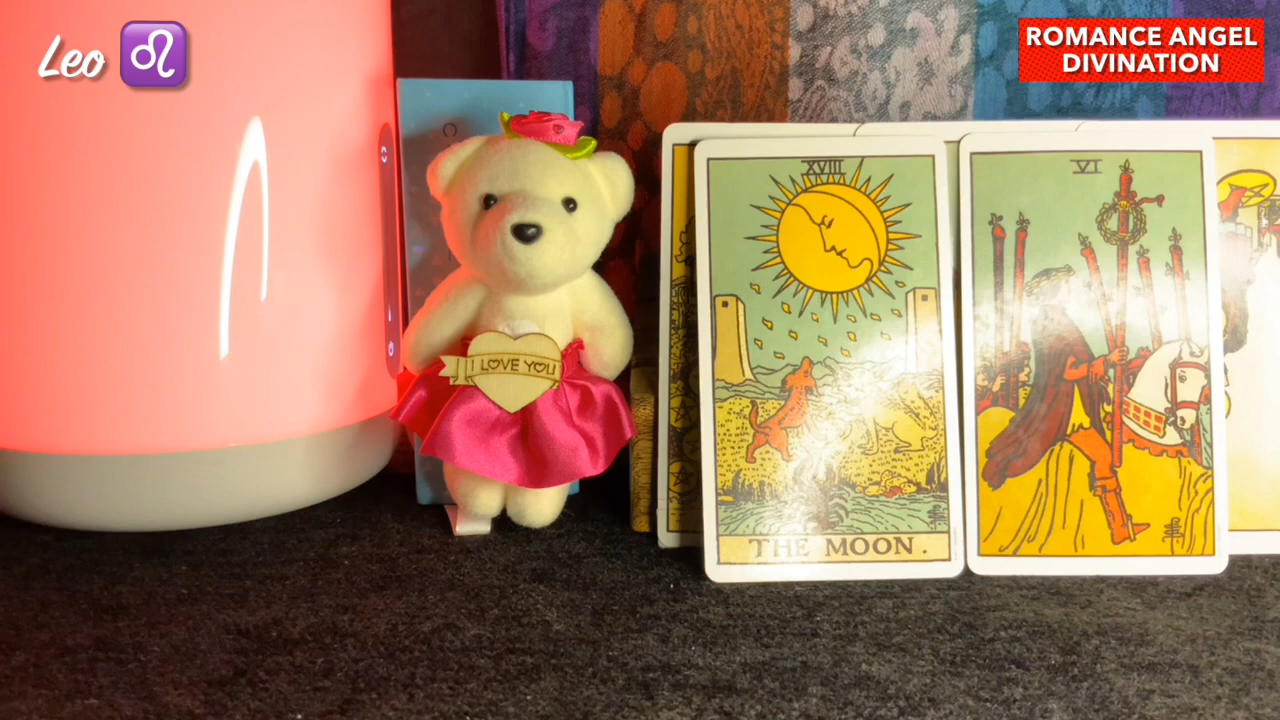 Leo ♌
ROMANCE ANGEL
DIVINATION
I LOVE YOU
XVIII
THE MOON.
VI